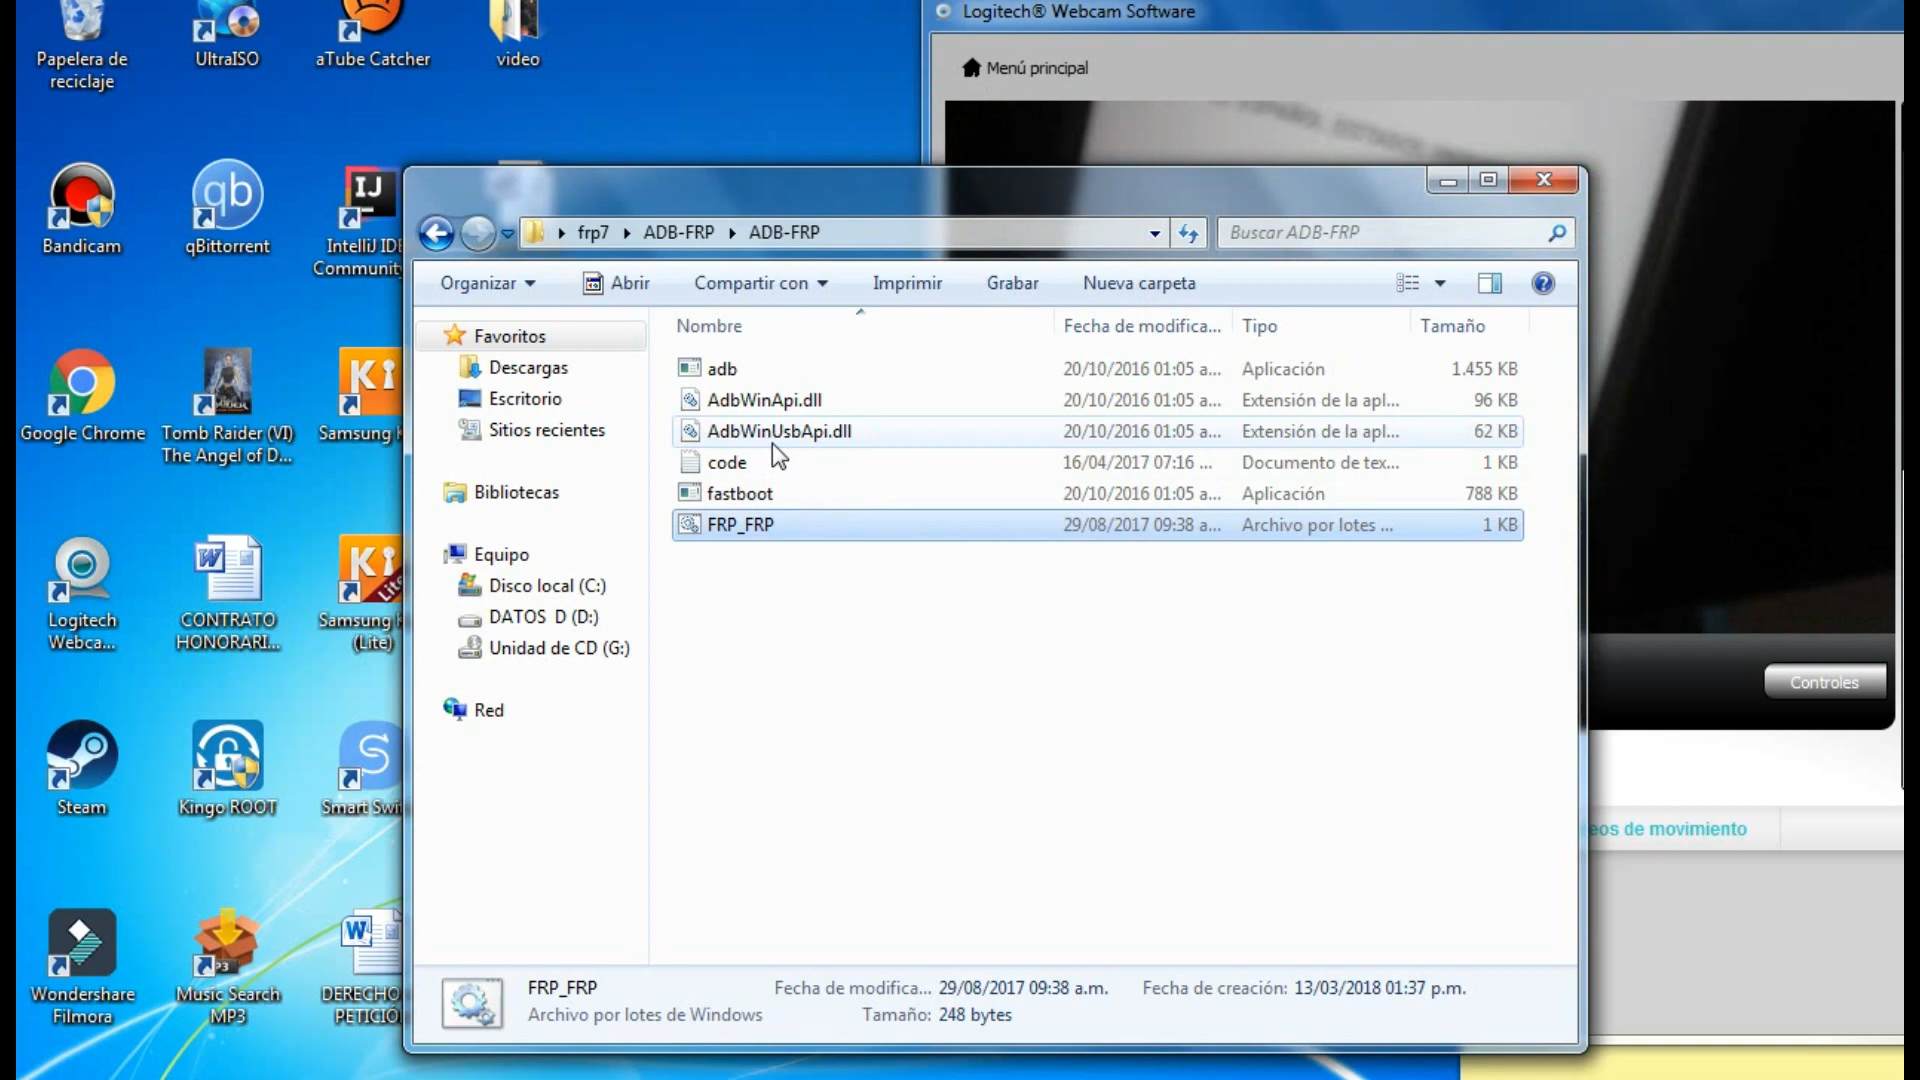 Papelera de
reciclaje
UltraISO
aTube Catcher
video
Logitech® Webcam Software
Menú principal
Bandicam
qBittorrent
IntelliJ IDE
Community
frp7 ADB-FRP ADB-FRP
Buscar ADB-FRP
Organizar Abrir Compartir con Imprimir Grabar Nueva carpeta
Nombre Fecha de modifica... Tipo Tamaño
Favoritos
Descargas
Escritorio
Sitios recientes
Bibliotecas
Equipo
Disco local (C:)
DATOS D (D:)
Unidad de CD (G:)
Red
adb 20/10/2016 01:05 a... Aplicación 1.455 KB
AdbWinApi.dll 20/10/2016 01:05 a... Extensión de la apl... 96 KB
AdbWinUsbApi.dll 20/10/2016 01:05 a... Extensión de la apl... 62 KB
code 16/04/2017 07:16 ... Documento de tex... 1 KB
fastboot 20/10/2016 01:05 a... Aplicación 788 KB
FRP_FRP 29/08/2017 09:38 a... Archivo por lotes ... 1 KB
Google Chrome
Tomb Raider (VI)
The Angel of D...
Samsung
Logitech
Webca...
CONTRATO
HONORARI...
Samsung
(Lite)
Controles
Steam
Kingo ROOT
Smart Swi
eos de movimiento
Wondershare
Filmora
Music Search
MP3
DERECHO
PETICIÓ
FRP_FRP Fecha de modifica... 29/08/2017 09:38 a.m. Fecha de creación: 13/03/2018 01:37 p.m.
Archivo por lotes de Windows Tamaño: 248 bytes